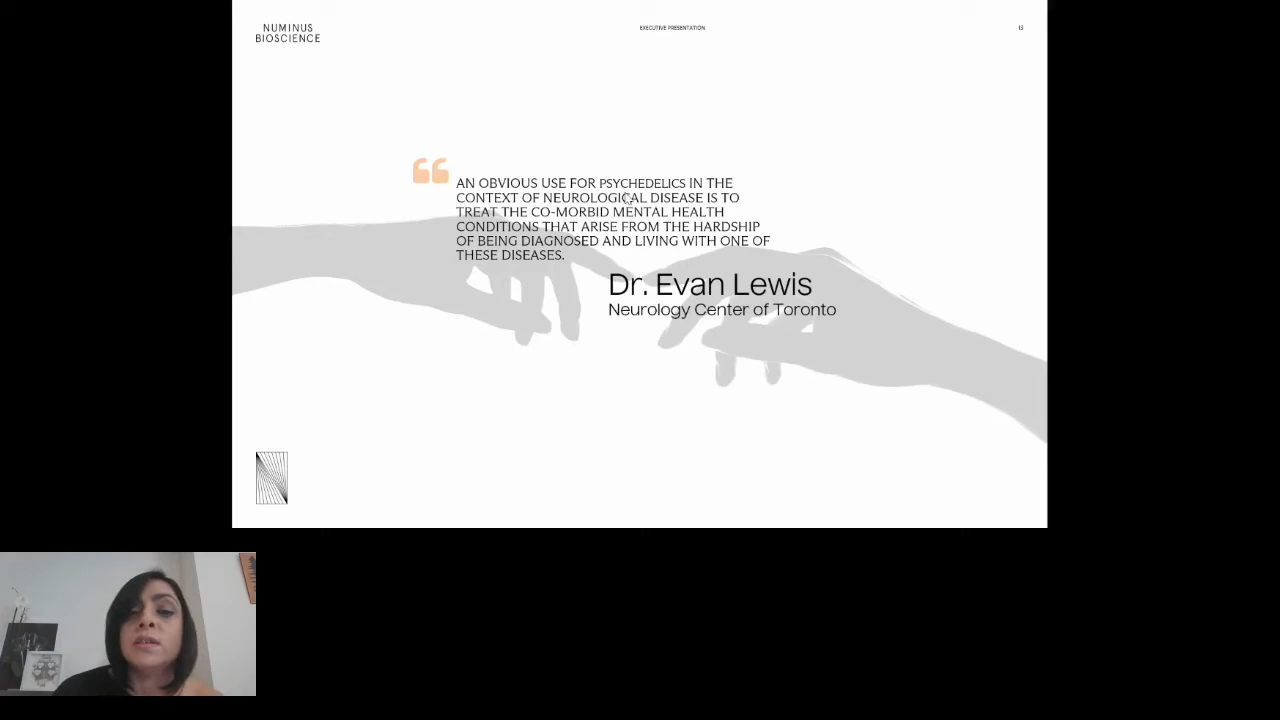 NUMINUS
BIOSCIENCE
EXECUTIVE PRESENTATION
13
AN OBVIOUS USE FOR PSYCHEDELICS IN THE
CONTEXT OF NEUROLOGICAL DISEASE IS TO
TREAT THE CO-MORBID MENTAL HEALTH
CONDITIONS THAT ARISE FROM THE HARDSHIP
OF BEING DIAGNOSED AND LIVING WITH ONE OF
THESE DISEASES.
Dr. Evan Lewis
Neurology Center of Toronto